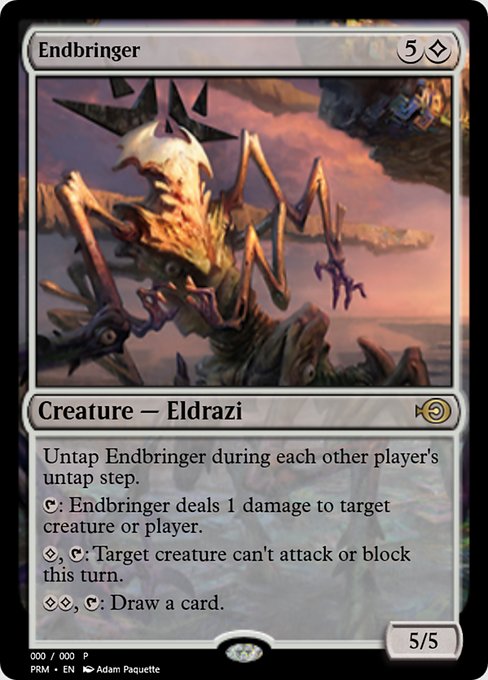 Endbringer 5◇
Creature — Eldrazi
Untap Endbringer during each other player's
untap step.
: Endbringer deals 1 damage to target
creature or player.
◇, : Target creature can't attack or block
this turn.
◇◇, : Draw a card.
5/5
000 / 000 P
PRM • EN Adam Paquette